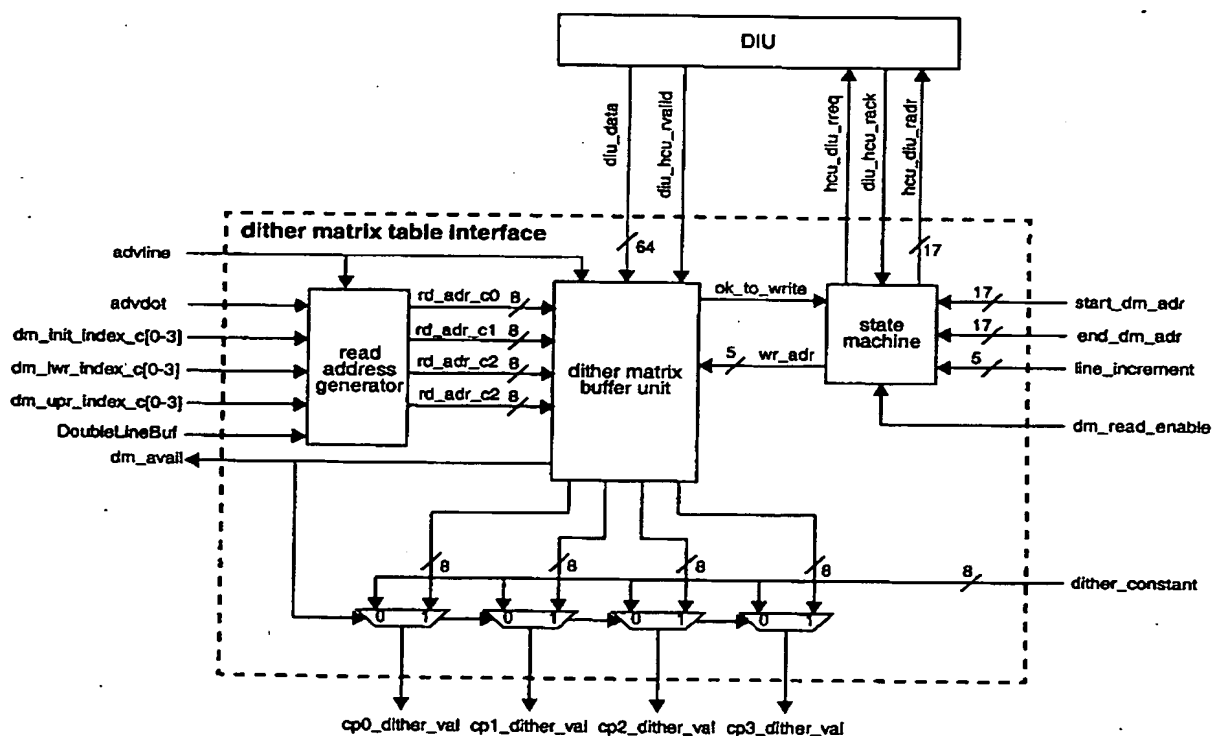 DIU
diu_data
diu_hcu_rvalid
hcu_diu_rreq
diu_hcu_rack
hcu_diu_radr
dither matrix table interface
64
17
advline
advdot
dm_init_index_c[0-3]
dm_lwr_index_c[0-3]
dm_upr_index_c[0-3]
DoubleLineBuf
dm_avail
read
address
generator
rd_adr_c0 8
rd_adr_c1 8
rd_adr_c2 8
rd_adr_c2 8
dither matrix
buffer unit
ok_to_write
5 wr_adr
state
machine
17 start_dm_adr
17 end_dm_adr
5 line_increment
dm_read_enable
8 8 8 8
8 dither_constant
0 1 0 1 0 1 0 1
cp0_dither_val cp1_dither_val cp2_dither_val cp3_dither_val